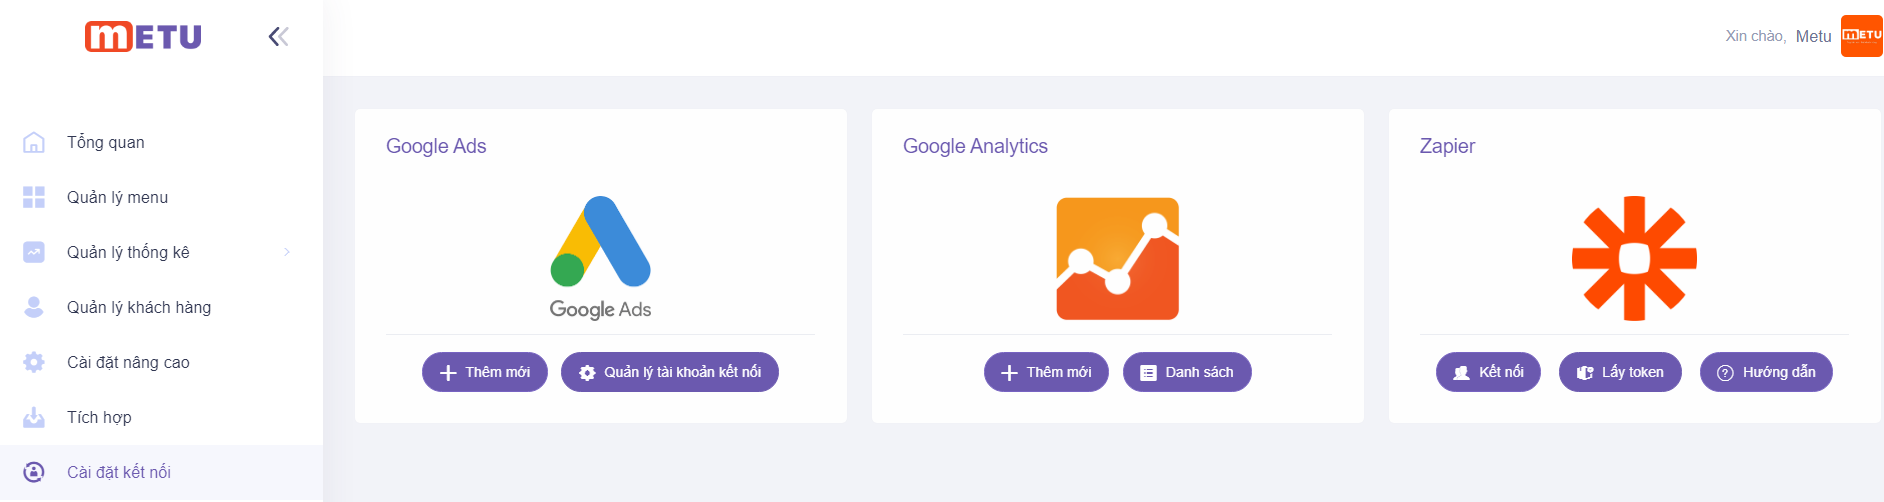 METU
Xin chào, Metu
METU
Tổng quan
Quản lý menu
Quản lý thống kê
Quản lý khách hàng
Cài đặt nâng cao
Tích hợp
Cài đặt kết nối
Google Ads
Google Ads
Thêm mới
Quản lý tài khoản kết nối
Google Analytics
Thêm mới
Danh sách
Zapier
Kết nối
Lấy token
Hướng dẫn